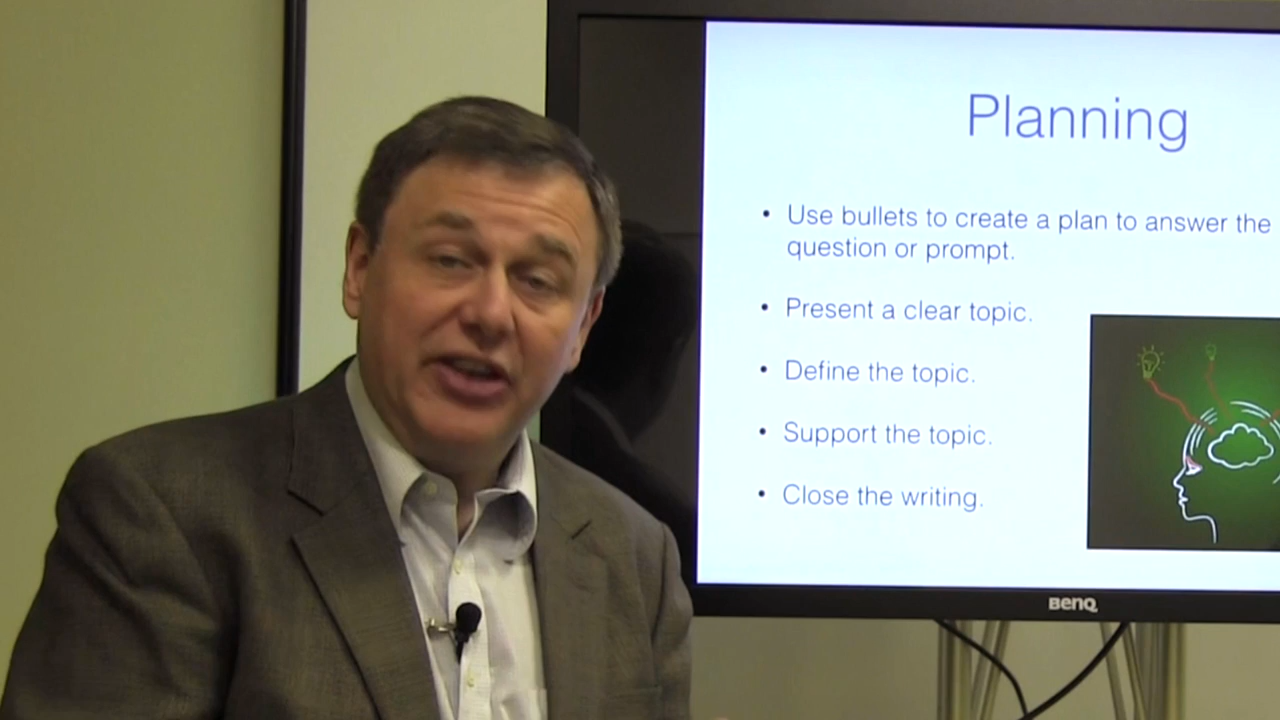 Planning
• Use bullets to create a plan to answer the
question or prompt.
• Present a clear topic.
• Define the topic.
• Support the topic.
• Close the writing.
BenQ